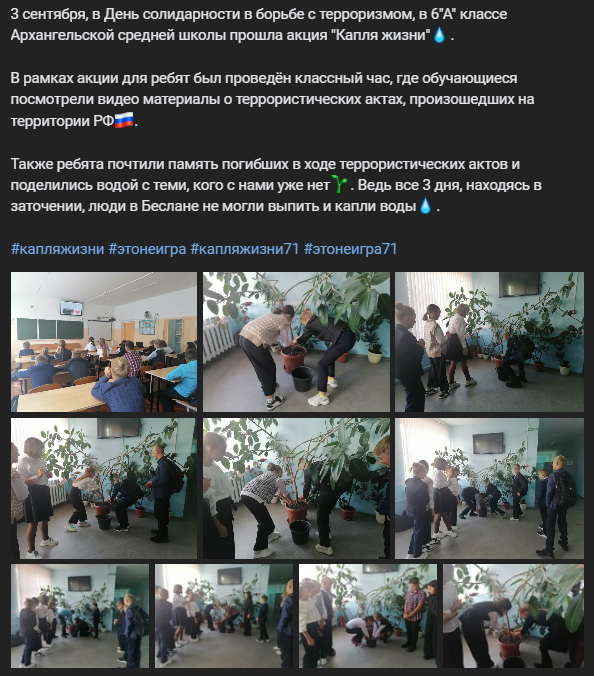 3 сентября, в День солидарности в борьбе с терроризмом, в 6"А" классе
Архангельской средней школы прошла акция "Капля жизни"💧.
В рамках акции для ребят был проведён классный час, где обучающиеся
посмотрели видео материалы о террористических актах, произошедших на
территории РФ🇷🇺.
Также ребята почтили память погибших в ходе террористических актов и
поделились водой с теми, кого с нами уже нет🌱. Ведь все 3 дня, находясь в
заточении, люди в Беслане не могли выпить и капли воды💧.
#капляжизни #этонеигра #капляжизни71 #этонеигра71